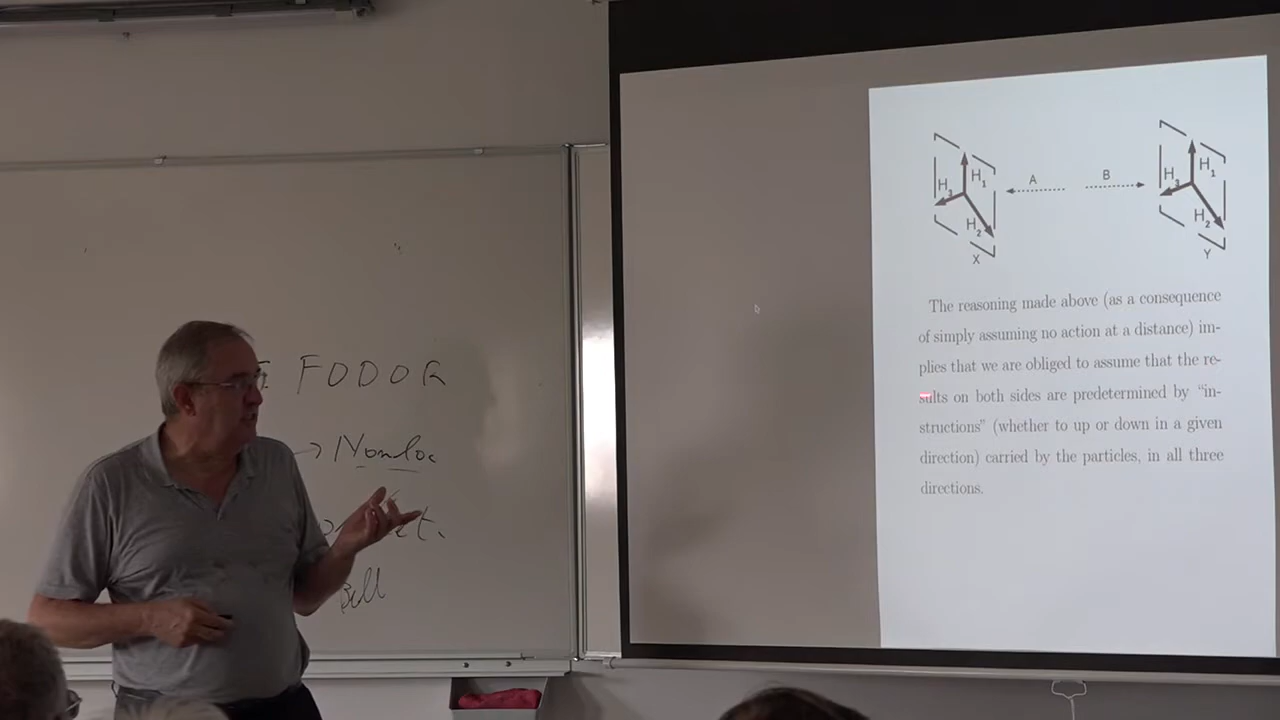 FODOR
→ Nonloc
Bell
A B
H₁ H₃ H₂ X
H₁ H₃ H₂ Y
The reasoning made above (as a consequence
of simply assuming no action at a distance) im-
plies that we are obliged to assume that the re-
sults on both sides are predetermined by “in-
structions” (whether to up or down in a given
direction) carried by the particles, in all three
directions.